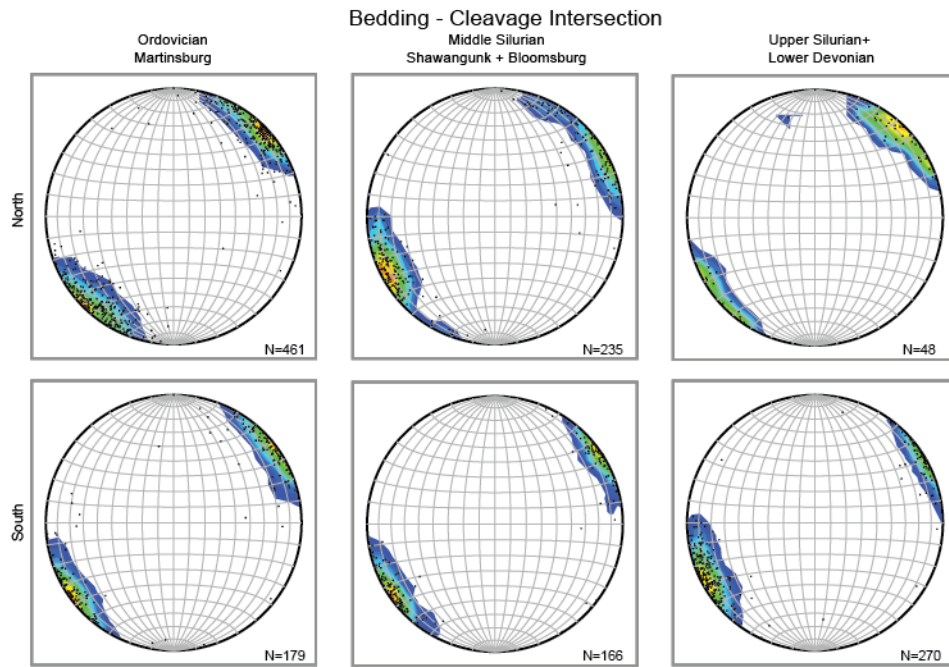 Bedding - Cleavage Intersection
Ordovician
Martinsburg
Middle Silurian
Shawangunk + Bloomsburg
Upper Silurian+
Lower Devonian
North
N=461
N=235
N=48
South
N=179
N=166
N=270